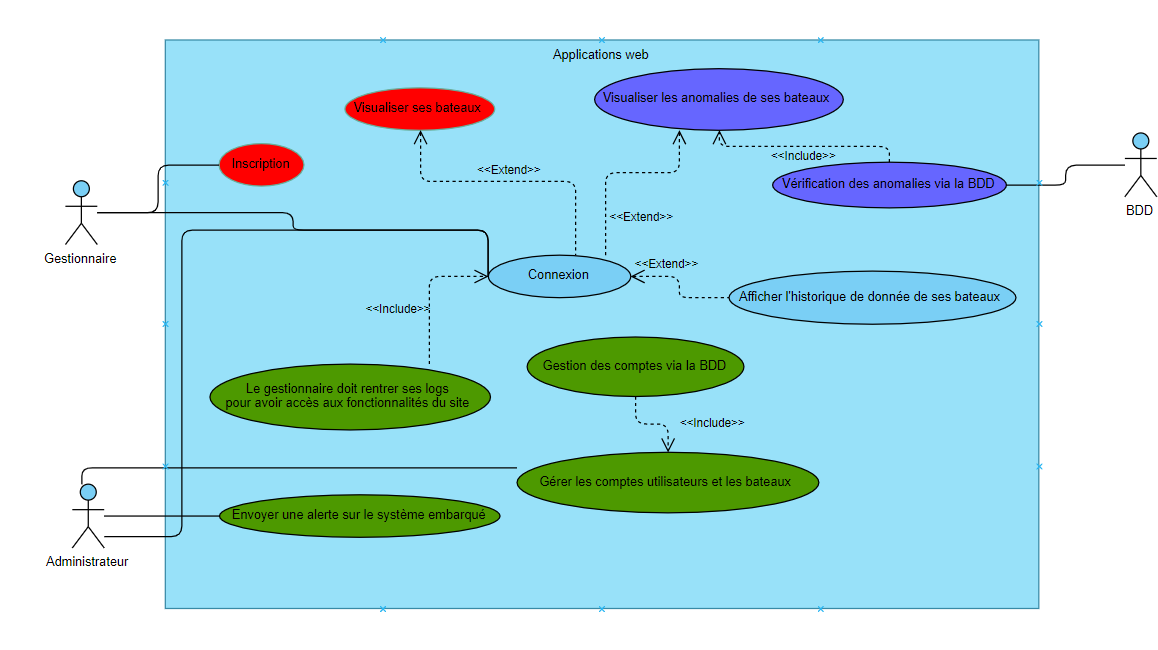 Applications web
Visualiser ses bateaux
Visualiser les anomalies de ses bateaux
<<Extend>>
<<Include>>
Inscription
Vérification des anomalies via la BDD
BDD
<<Extend>>
Gestionnaire
Connexion
<<Extend>>
Afficher l'historique de donnée de ses bateaux
<<Include>>
Gestion des comptes via la BDD
Le gestionnaire doit rentrer ses logs
pour avoir accès aux fonctionnalités du site
<<Include>>
Gérer les comptes utilisateurs et les bateaux
Envoyer une alerte sur le système embarqué
Administrateur